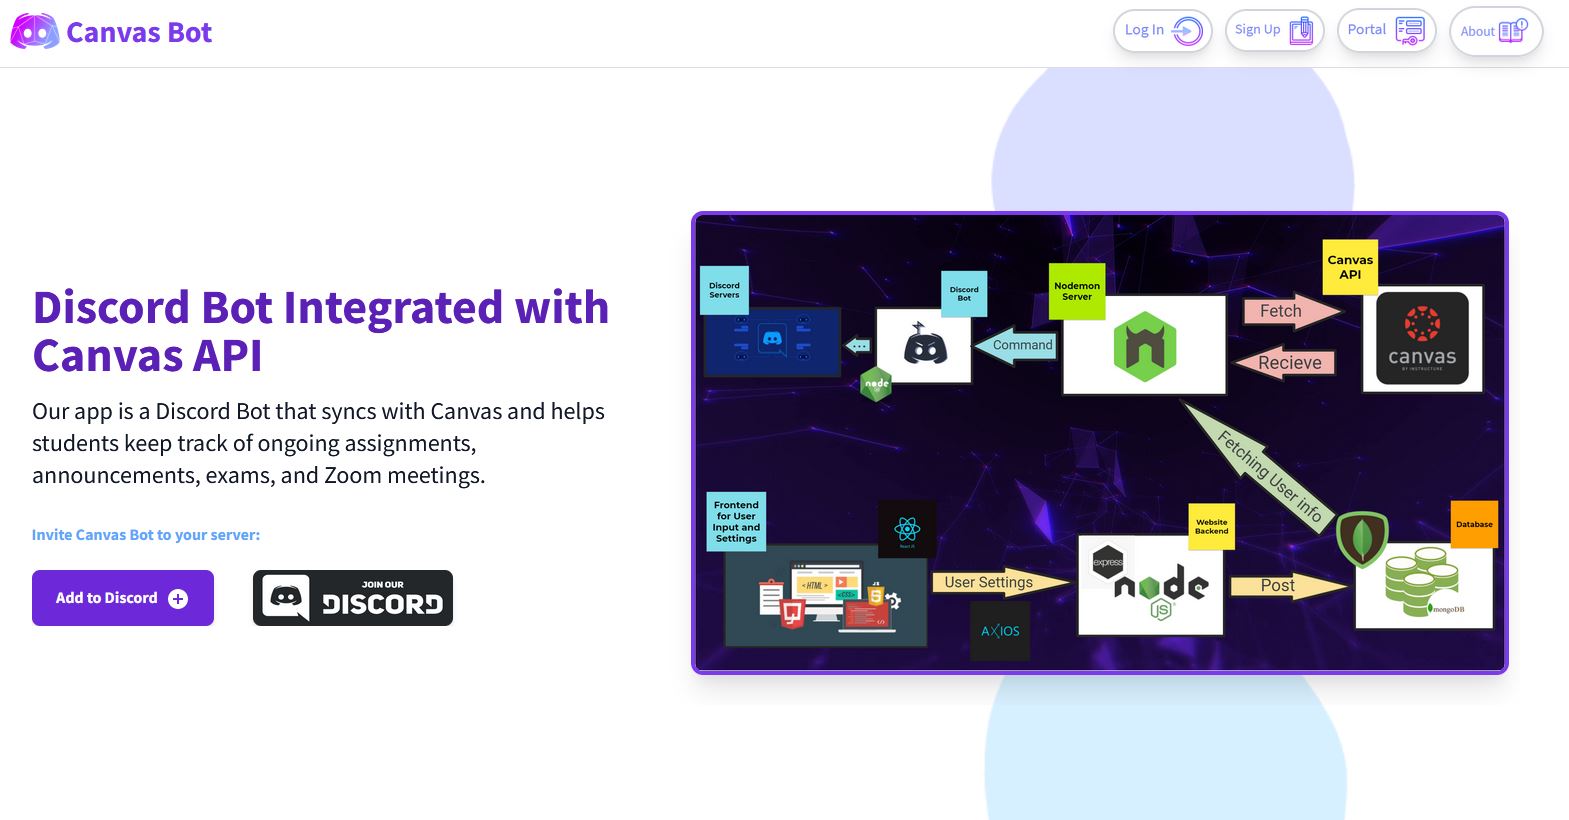 Canvas Bot
Log In
Sign Up
Portal
About
Discord Bot Integrated with
Canvas API
Our app is a Discord Bot that syncs with Canvas and helps
students keep track of ongoing assignments,
announcements, exams, and Zoom meetings.
Invite Canvas Bot to your server:
Add to Discord
JOIN OUR
DISCORD
Discord
Servers
...
Discord
Bot
node
Command
Nodemon
Server
Fetch
Recieve
Canvas
API
canvas
BY INSTRUCTURE
Fetching User info
Frontend
for User
Input and
Settings
React JS
<HTML>
<CSS>
JS
User Settings
AXIOS
Website
Backend
express
node
JS
Post
Database
mongoDB